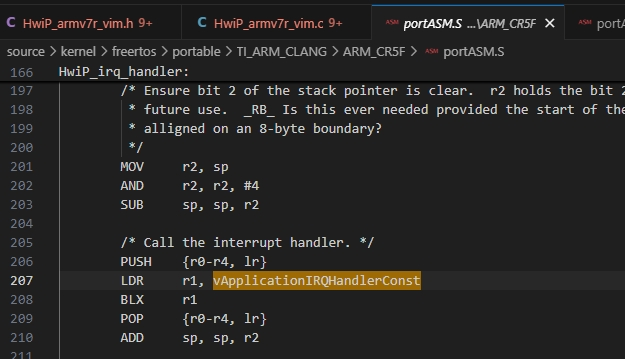 HwiP_armv7r_vim.h 9+ HwiP_armv7r_vim.c 9+ ASM portASM.S ...\ARM_CR5F ASM portA
source > kernel > freertos > portable > TI_ARM_CLANG > ARM_CR5F > ASM portASM.S
166 HwiP_irq_handler:
197 /* Ensure bit 2 of the stack pointer is clear.  r2 holds the bit 2
198 * future use.  _RB_ Is this ever needed provided the start of the
199 * alligned on an 8-byte boundary?
200 */
201 MOV r2, sp
202 AND r2, r2, #4
203 SUB sp, sp, r2
204
205 /* Call the interrupt handler. */
206 PUSH {r0-r4, lr}
207 LDR r1, vApplicationIRQHandlerConst
208 BLX r1
209 POP {r0-r4, lr}
210 ADD sp, sp, r2
211